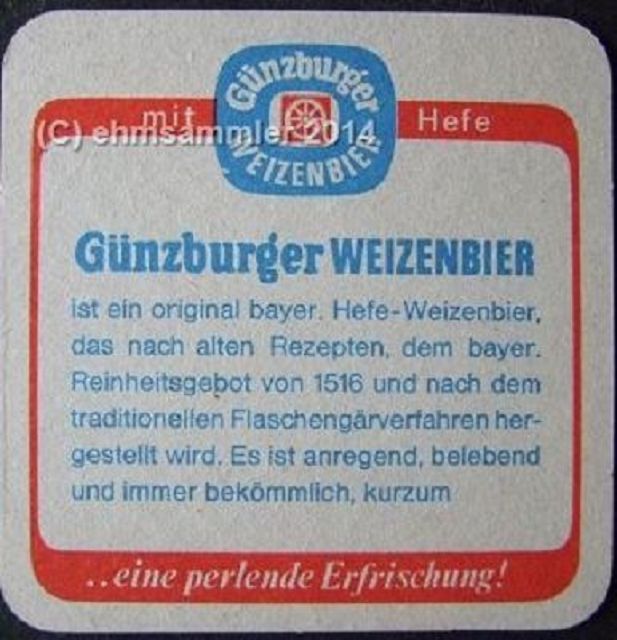 Günzburger
WEIZENBIER
mit Hefe
(C) ehmsammler 2014
Günzburger WEIZENBIER
ist ein original bayer. Hefe-Weizenbier,
das nach alten Rezepten, dem bayer.
Reinheitsgebot von 1516 und nach dem
traditionellen Flaschengärverfahren her-
gestellt wird. Es ist anregend, belebend
und immer bekömmlich, kurzum
..eine perlende Erfrischung!